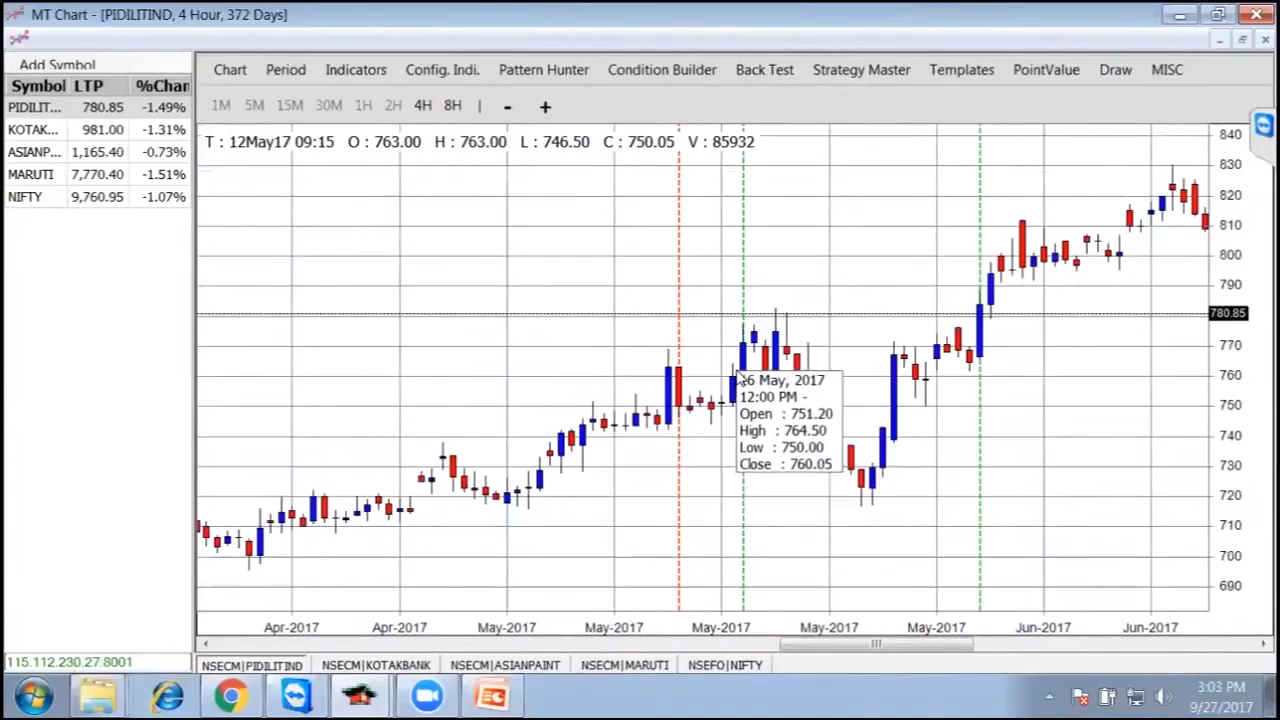 MT Chart - [PIDILITIND, 4 Hour, 372 Days]
Add Symbol
Symbol LTP %Chan
PIDILIT... 780.85 -1.49%
KOTAK... 981.00 -1.31%
ASIANP... 1,165.40 -0.73%
MARUTI 7,770.40 -1.51%
NIFTY 9,760.95 -1.07%
Chart Period Indicators Config. Indi. Pattern Hunter Condition Builder Back Test Strategy Master Templates PointValue Draw MISC
1M 5M 15M 30M 1H 2H 4H 8H | - +
T : 12May17 09:15 O : 763.00 H : 763.00 L : 746.50 C : 750.05 V : 85932
840
830
820
810
800
790
780.85
770
760
750
740
730
720
710
700
690
6 May, 2017
12:00 PM -
Open : 751.20
High : 764.50
Low : 750.00
Close : 760.05
Apr-2017 Apr-2017 May-2017 May-2017 May-2017 May-2017 May-2017 Jun-2017 Jun-2017
115.112.230.27:8001
NSECM|PIDILITIND NSECM|KOTAKBANK NSECM|ASIANPAINT NSECM|MARUTI NSEFO|NIFTY
3:03 PM
9/27/2017